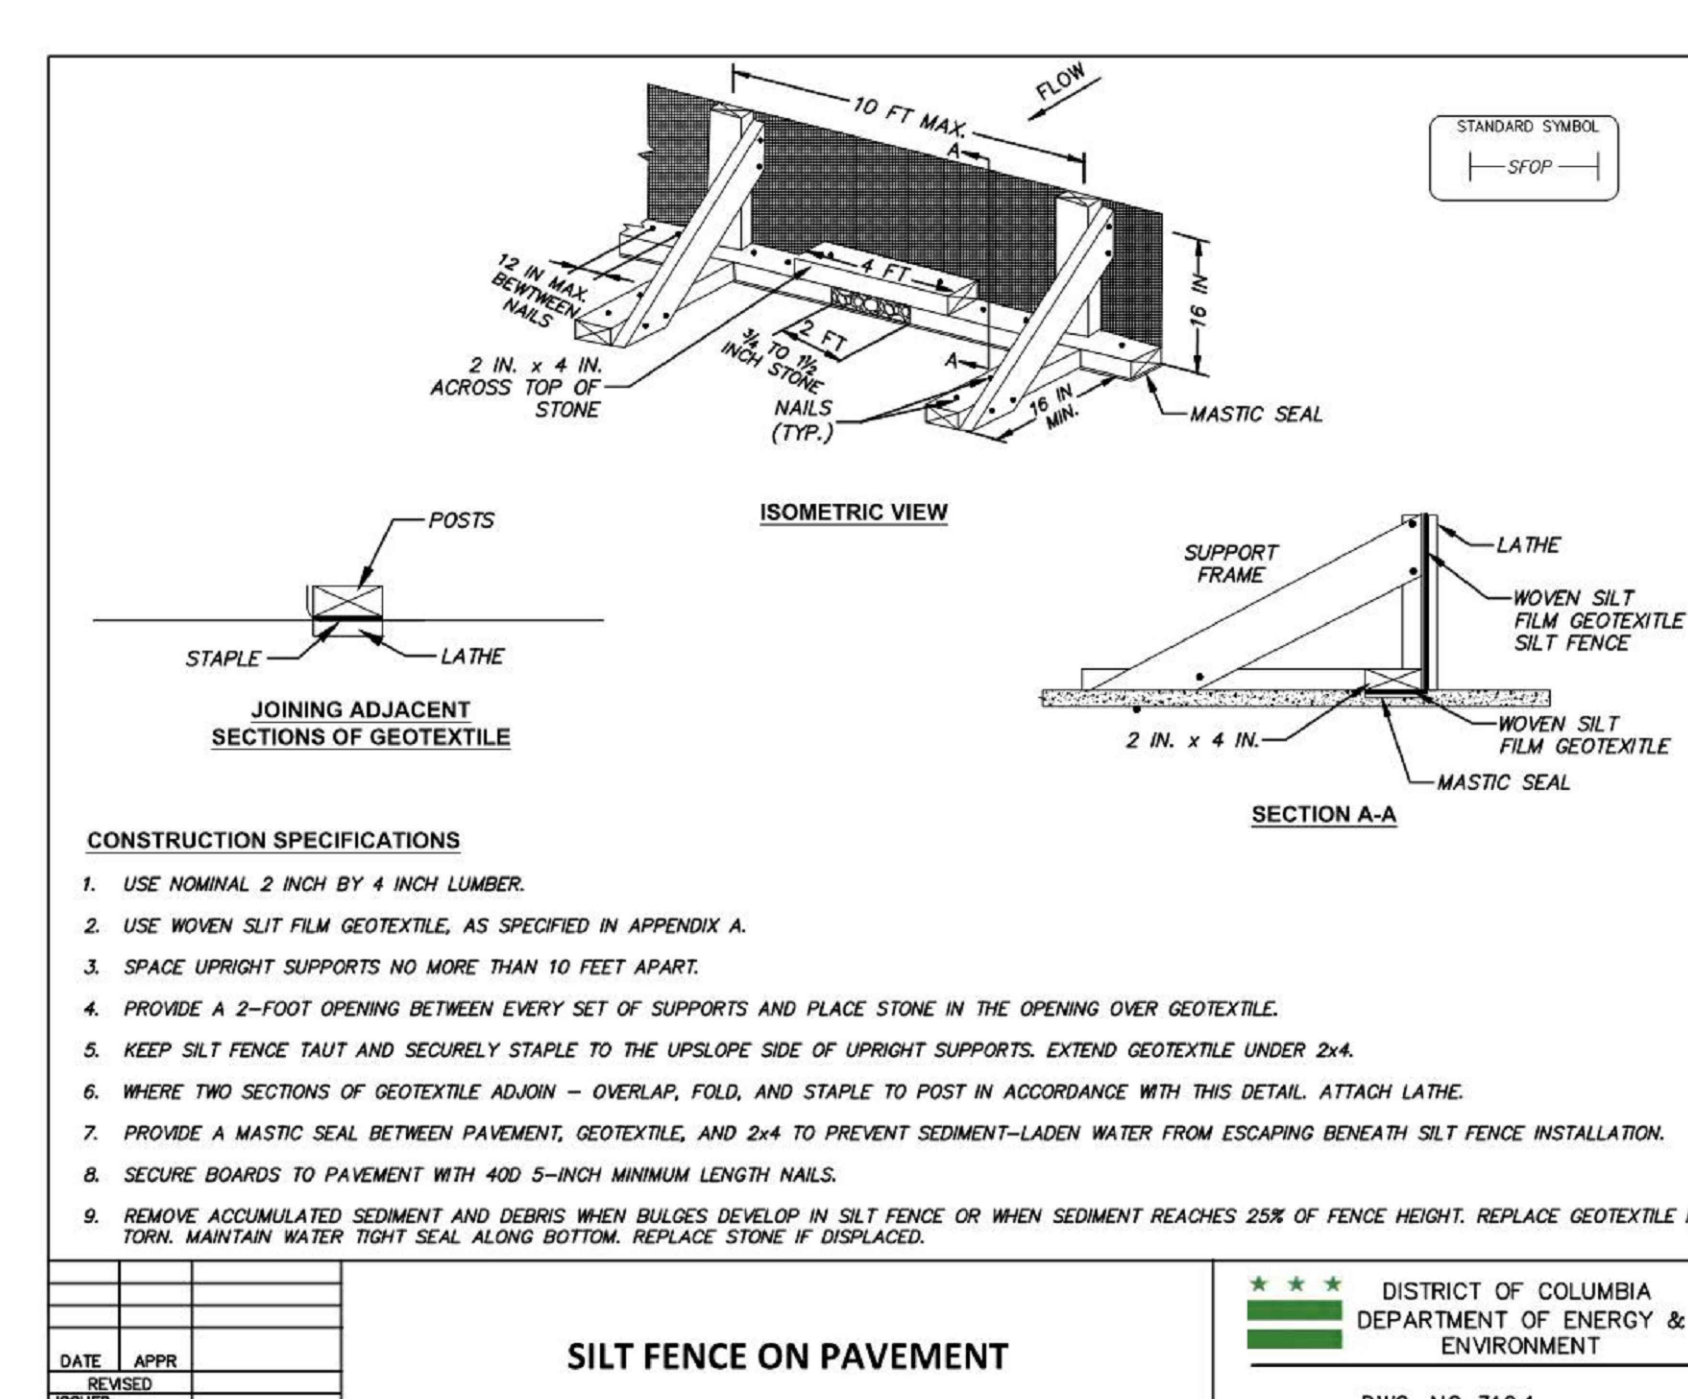 FLOW
10 FT MAX.
A
STANDARD SYMBOL
SFOP
12 IN MAX.
BEWTWEEN
NAILS
4 FT
16 IN
2 FT
3/4 TO 1 1/2
INCH STONE
A
2 IN. x 4 IN.
ACROSS TOP OF
STONE
NAILS
(TYP.)
16 IN
MIN.
MASTIC SEAL
ISOMETRIC VIEW
POSTS
STAPLE
LATHE
JOINING ADJACENT
SECTIONS OF GEOTEXTILE
SUPPORT
FRAME
LATHE
WOVEN SILT
FILM GEOTEXITLE
SILT FENCE
2 IN. x 4 IN.
WOVEN SILT
FILM GEOTEXITLE
MASTIC SEAL
SECTION A-A
CONSTRUCTION SPECIFICATIONS
1. USE NOMINAL 2 INCH BY 4 INCH LUMBER.
2. USE WOVEN SLIT FILM GEOTEXTILE, AS SPECIFIED IN APPENDIX A.
3. SPACE UPRIGHT SUPPORTS NO MORE THAN 10 FEET APART.
4. PROVIDE A 2-FOOT OPENING BETWEEN EVERY SET OF SUPPORTS AND PLACE STONE IN THE OPENING OVER GEOTEXTILE.
5. KEEP SILT FENCE TAUT AND SECURELY STAPLE TO THE UPSLOPE SIDE OF UPRIGHT SUPPORTS. EXTEND GEOTEXTILE UNDER 2x4.
6. WHERE TWO SECTIONS OF GEOTEXTILE ADJOIN – OVERLAP, FOLD, AND STAPLE TO POST IN ACCORDANCE WITH THIS DETAIL. ATTACH LATHE.
7. PROVIDE A MASTIC SEAL BETWEEN PAVEMENT, GEOTEXTILE, AND 2x4 TO PREVENT SEDIMENT-LADEN WATER FROM ESCAPING BENEATH SILT FENCE INSTALLATION.
8. SECURE BOARDS TO PAVEMENT WITH 40D 5-INCH MINIMUM LENGTH NAILS.
9. REMOVE ACCUMULATED SEDIMENT AND DEBRIS WHEN BULGES DEVELOP IN SILT FENCE OR WHEN SEDIMENT REACHES 25% OF FENCE HEIGHT. REPLACE GEOTEXTILE
TORN. MAINTAIN WATER TIGHT SEAL ALONG BOTTOM. REPLACE STONE IF DISPLACED.
DATE APPR
REVISED
SILT FENCE ON PAVEMENT
DISTRICT OF COLUMBIA
DEPARTMENT OF ENERGY &
ENVIRONMENT